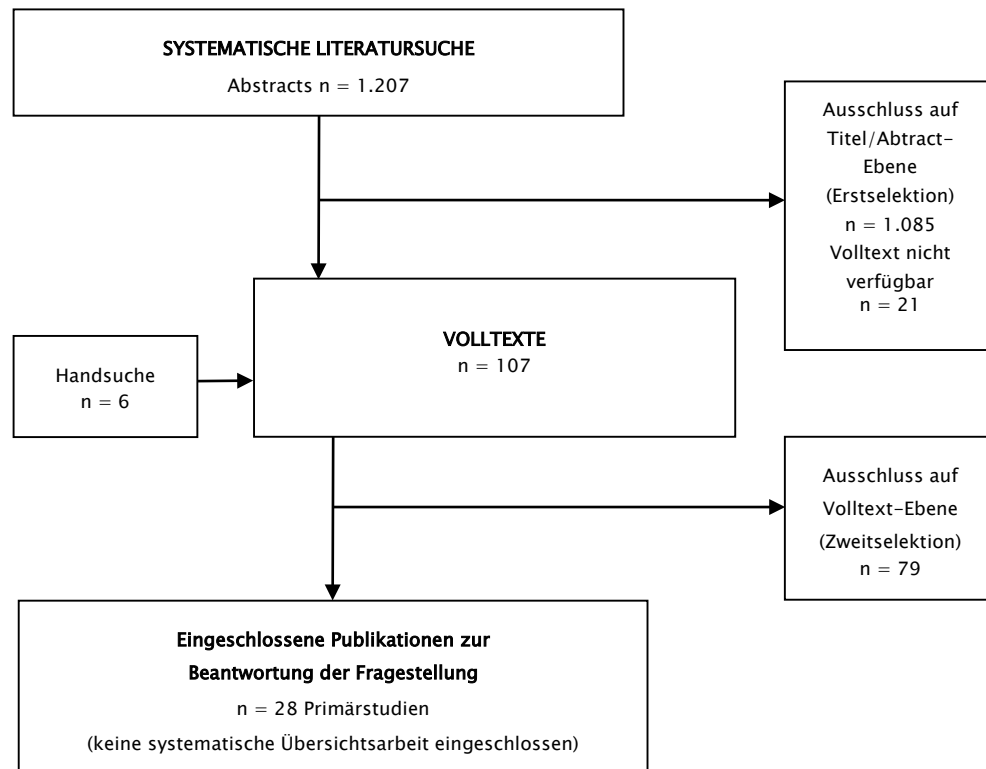 SYSTEMATISCHE LITERATURSUCHE
Abstracts n = 1.207
Ausschluss auf
Titel/Abtract-
Ebene
(Erstselektion)
n = 1.085
Volltext nicht
verfügbar
n = 21
VOLLTEXTE
n = 107
Handsuche
n = 6
Ausschluss auf
Volltext-Ebene
(Zweitselektion)
n = 79
Eingeschlossene Publikationen zur
Beantwortung der Fragestellung
n = 28 Primärstudien
(keine systematische Übersichtsarbeit eingeschlossen)